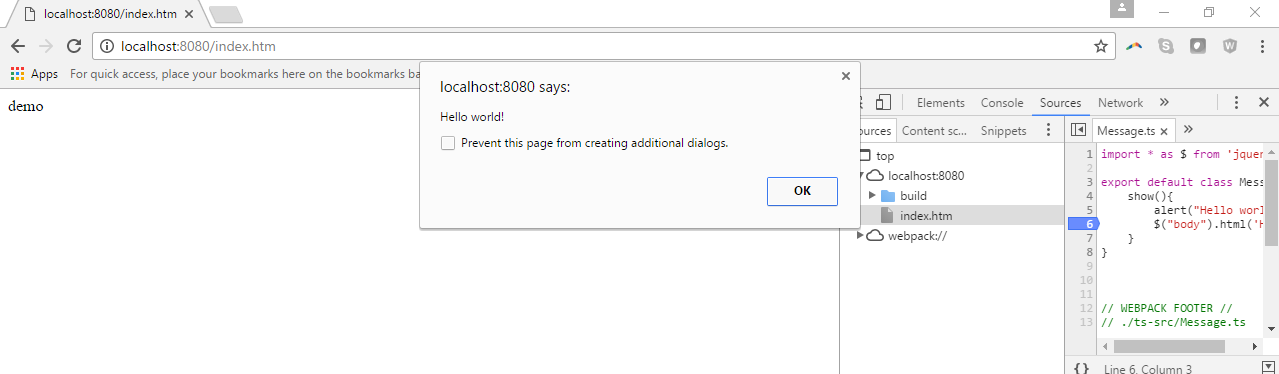 localhost:8080/index.htm
localhost:8080/index.htm
Apps For quick access, place your bookmarks here on the bookmarks ba
localhost:8080 says:
Hello world!
Prevent this page from creating additional dialogs.
OK
demo
Elements Console Sources Network »
ources Content sc... Snippets
top
localhost:8080
build
index.htm
webpack://
Message.ts »
1 import * as $ from 'jquer
2
3 export default class Mess
4 show(){
5 alert("Hello worl
6 $("body").html('H
7 }
8 }
9
10
11
12 // WEBPACK FOOTER //
13 // ./ts-src/Message.ts
{} Line 6, Column 3